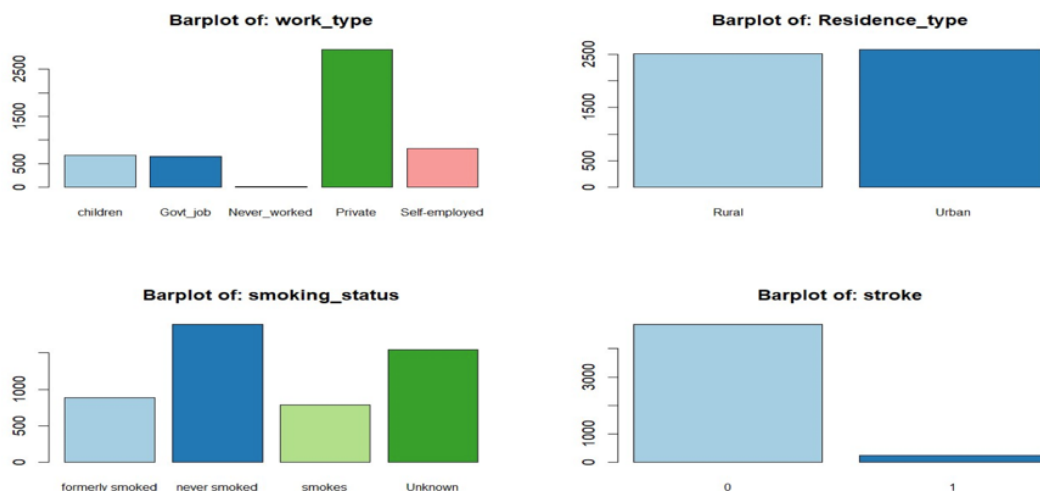 Barplot of: work_type
2500
1500
500
0
children Govt_job Never_worked Private Self-employed
Barplot of: Residence_type
2500
1500
500
0
Rural Urban
Barplot of: smoking_status
1000
500
0
formerly smoked never smoked smokes Unknown
Barplot of: stroke
3000
1000
0
0 1